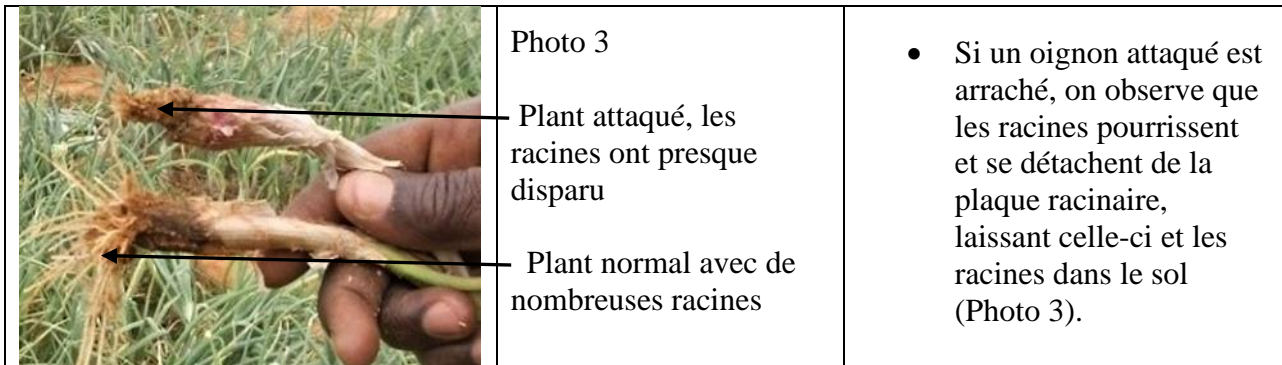 Photo 3
Plant attaqué, les
racines ont presque
disparu
Plant normal avec de
nombreuses racines
• Si un oignon attaqué est
arraché, on observe que
les racines pourrissent
et se détachent de la
plaque racinaire,
laissant celle-ci et les
racines dans le sol
(Photo 3).